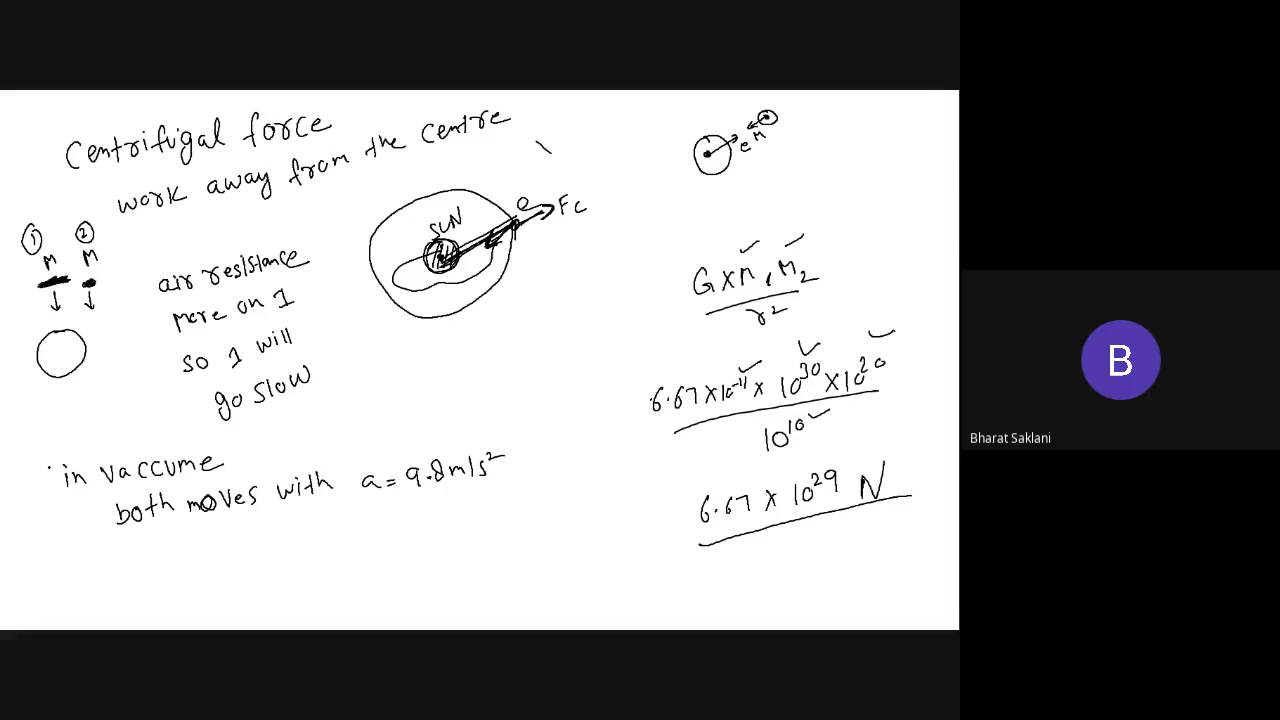 Centrifigal force
work away from the centre
① ②
M M
air resistance
more on 1
so 1 will
go slow
SUN
e
Fc
in vaccume
both moves with a = 9.8 m/s²
e M
G × M₁ M₂
r²
6.67 × 10⁻¹¹ × 10³⁰ × 10²⁰
10¹⁰
6.67 × 10²⁹ N
B
Bharat Saklani